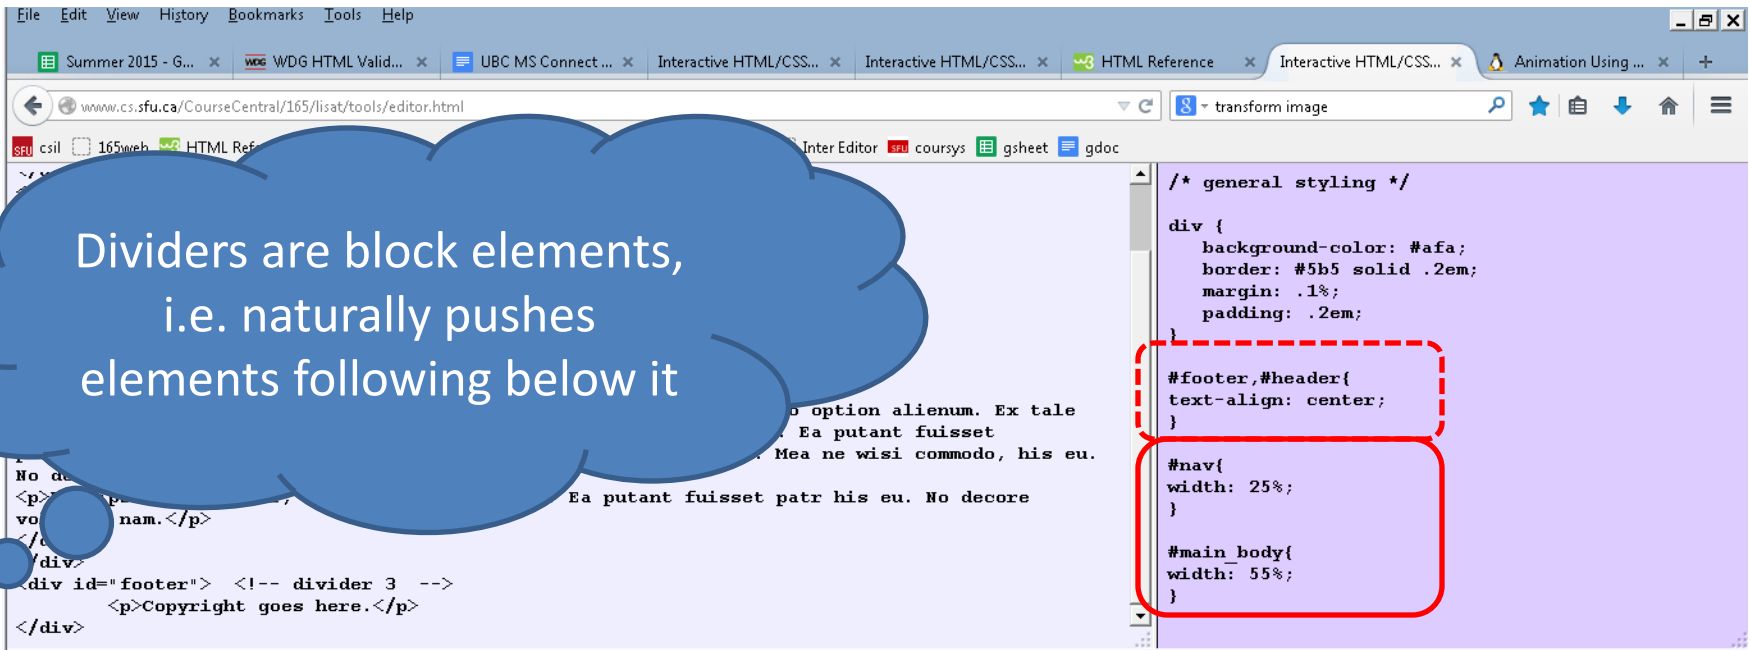 File Edit View History Bookmarks Tools Help
Summer 2015 - G... WDG HTML Valid... UBC MS Connect ... Interactive HTML/CSS... Interactive HTML/CSS... HTML Reference Interactive HTML/CSS... Animation Using ...
www.cs.sfu.ca/CourseCentral/165/lisat/tools/editor.html transform image
SFU csil 165web HTML Inter Editor SFU coursys gsheet gdoc
Dividers are block elements,
i.e. naturally pushes
elements following below it
option alienum. Ex tale
. Ea putant fuisset
. Mea ne wisi commodo, his eu.
No
<p> Ea putant fuisset patr his eu. No decore
nam.</p>
/div>
div id="footer"> <!-- divider 3 -->
<p>Copyright goes here.</p>
</div>
/* general styling */
div {
background-color: #afa;
border: #5b5 solid .2em;
margin: .1%;
padding: .2em;
}
#footer,#header{
text-align: center;
}
#nav{
width: 25%;
}
#main_body{
width: 55%;
}